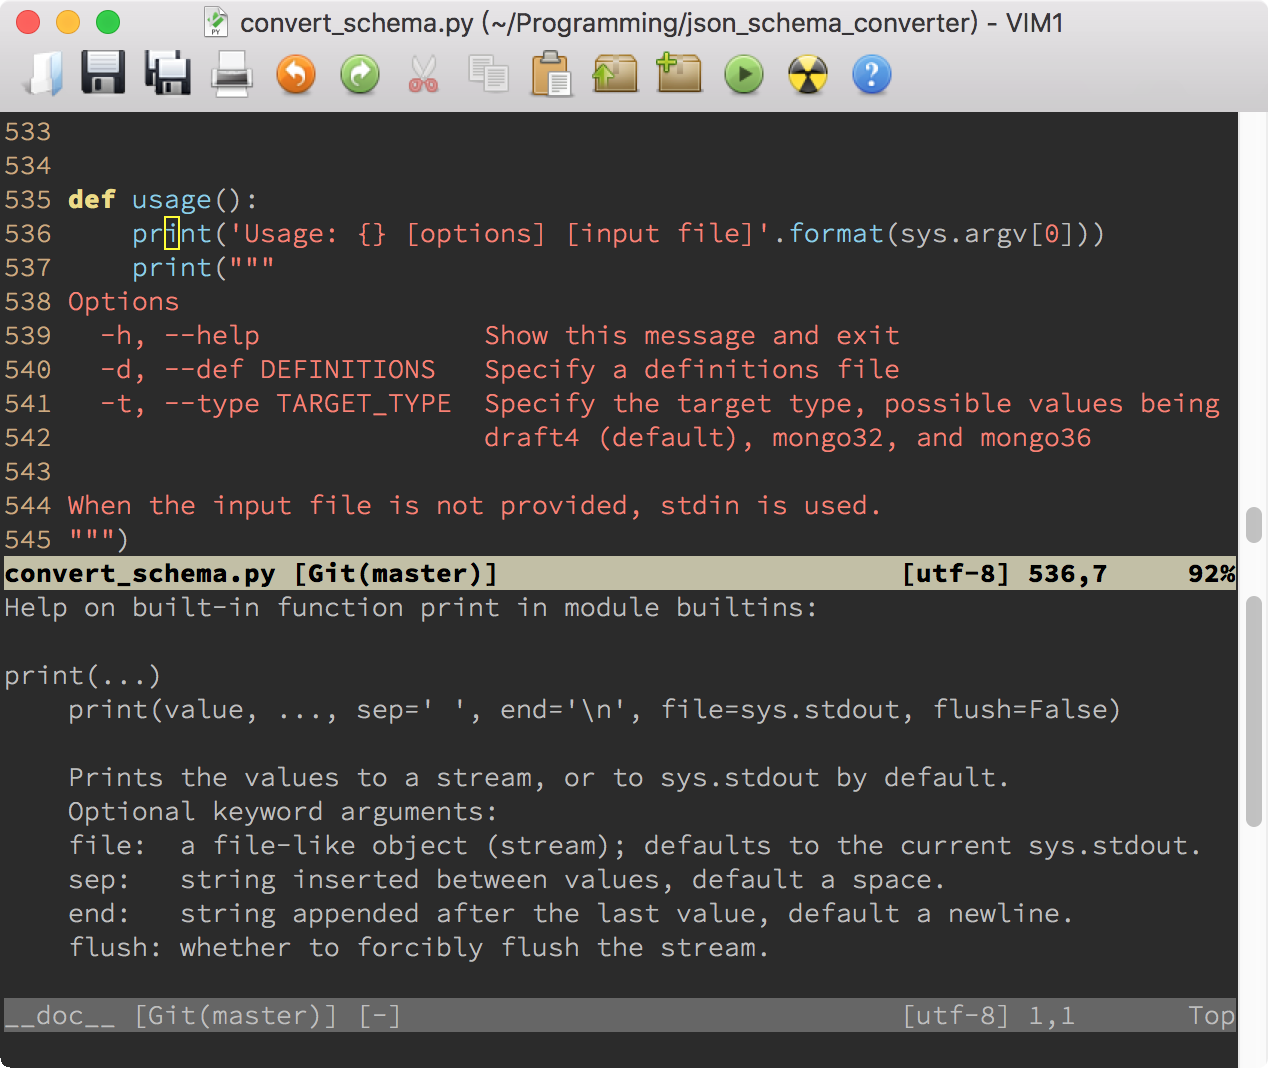 convert_schema.py (~/Programming/json_schema_converter) - VIM1
533
534
535 def usage():
536     print('Usage: {} [options] [input file]'.format(sys.argv[0]))
537     print("""
538 Options
539   -h, --help              Show this message and exit
540   -d, --def DEFINITIONS   Specify a definitions file
541   -t, --type TARGET_TYPE  Specify the target type, possible values being
542                           draft4 (default), mongo32, and mongo36
543
544 When the input file is not provided, stdin is used.
545 """)
convert_schema.py [Git(master)] [utf-8] 536,7 92%
Help on built-in function print in module builtins:
print(...)
    print(value, ..., sep=' ', end='\n', file=sys.stdout, flush=False)
    Prints the values to a stream, or to sys.stdout by default.
    Optional keyword arguments:
    file:  a file-like object (stream); defaults to the current sys.stdout.
    sep:   string inserted between values, default a space.
    end:   string appended after the last value, default a newline.
    flush: whether to forcibly flush the stream.
__doc__ [Git(master)] [-] [utf-8] 1,1 Top